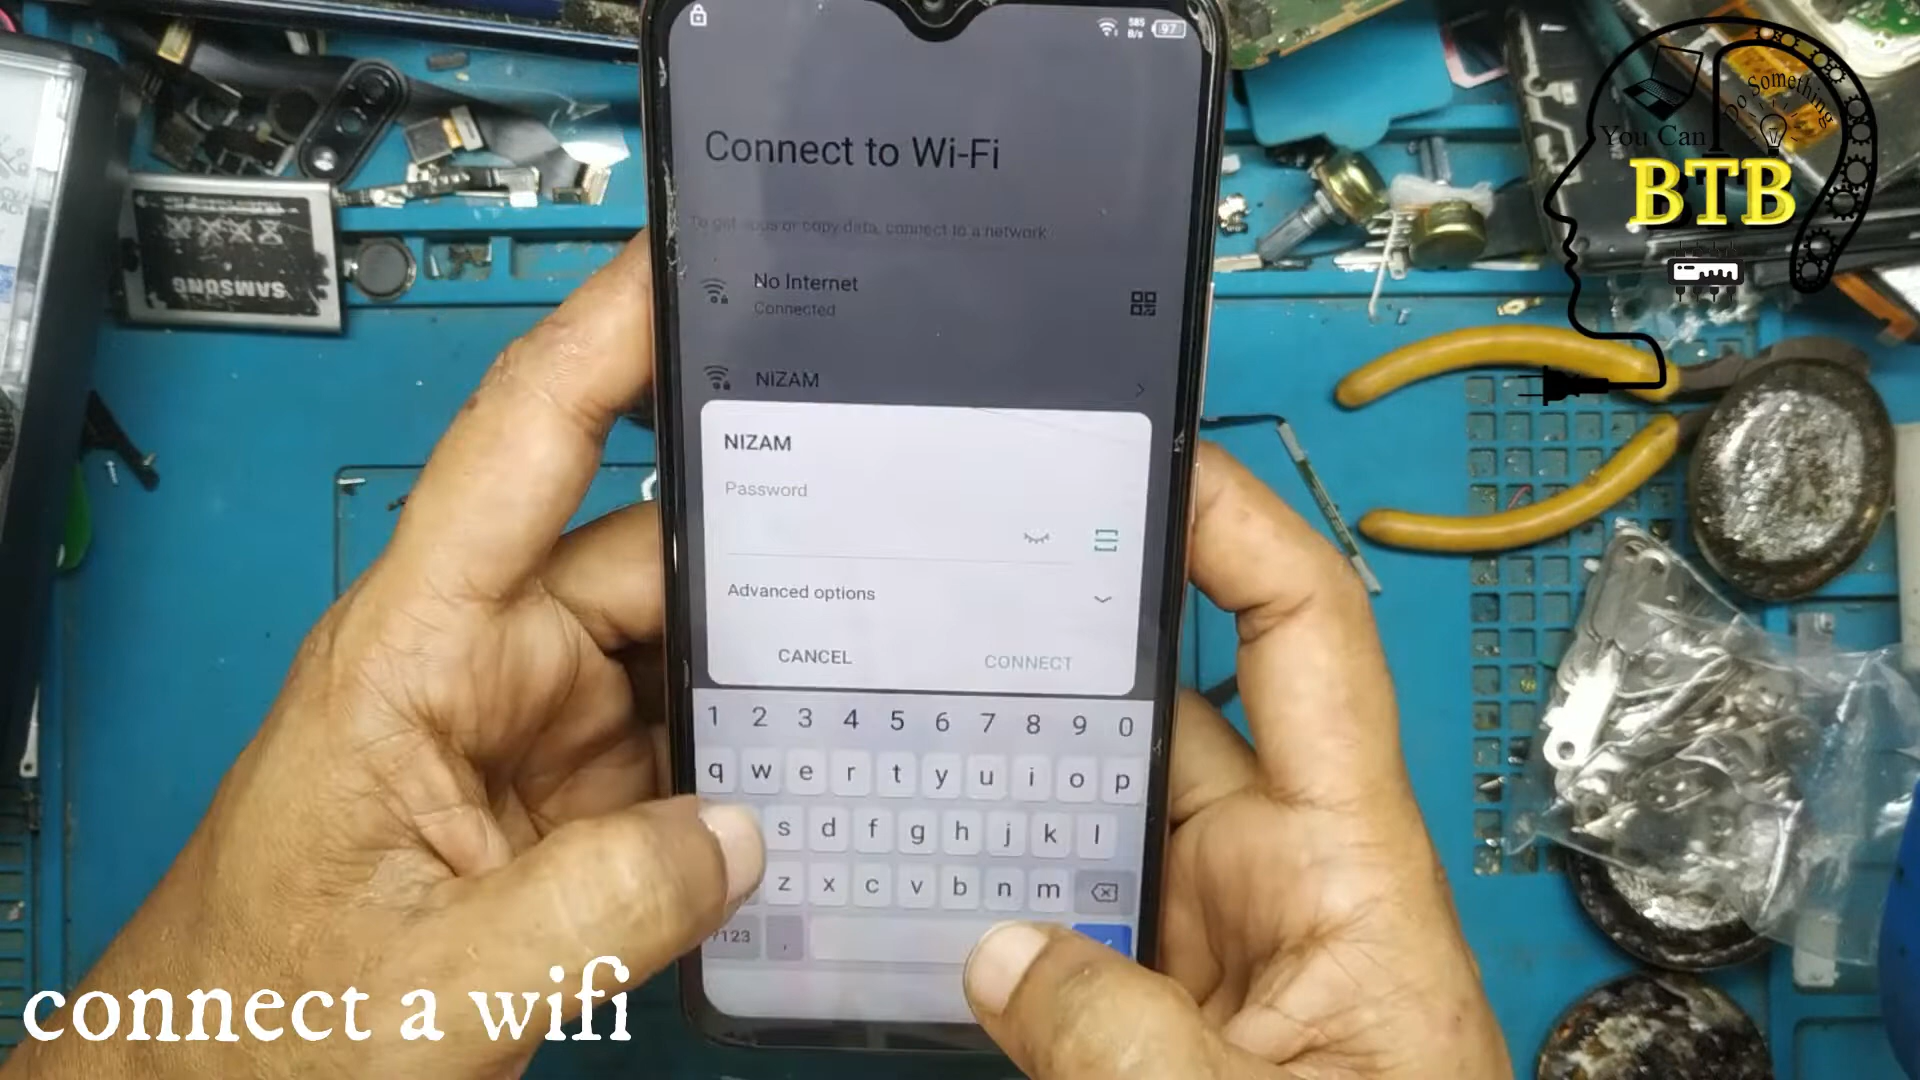 585
B/s
97
Connect to Wi-Fi
To get apps or copy data, connect to a network
No Internet
Connected
NIZAM
NIZAM
Password
Advanced options
CANCEL
CONNECT
1 2 3 4 5 6 7 8 9 0
q w e r t y u i o p
s d f g h j k l
z x c v b n m
?123 ,
connect a wifi
You Can Do Something
BTB
SAMSUNG